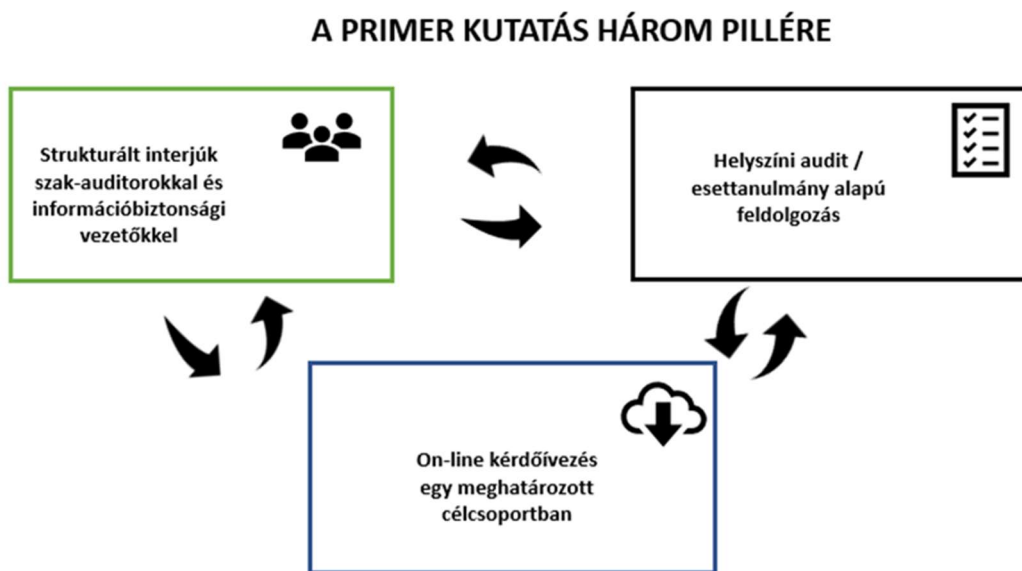 A PRIMER KUTATÁS HÁROM PILLÉRE
Strukturált interjúk
szak-auditorokkal és
információbiztonsági
vezetőkkel
Helyszíni audit /
esettanulmány alapú
feldolgozás
On-line kérdőívezés
egy meghatározott
célcsoportban